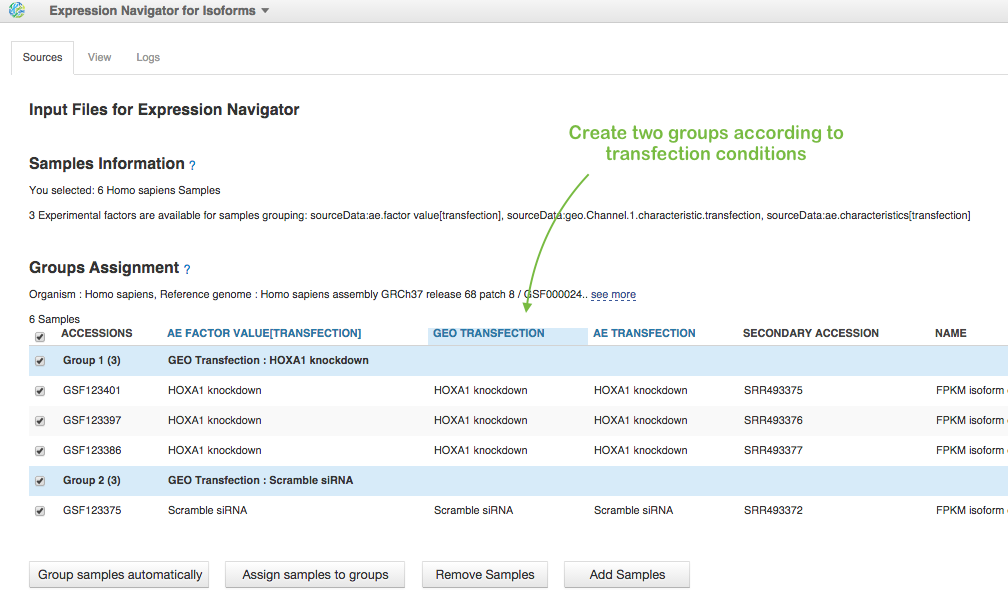 Expression Navigator for Isoforms
Sources View Logs
Input Files for Expression Navigator
Create two groups according to
transfection conditions
Samples Information ?
You selected: 6 Homo sapiens Samples
3 Experimental factors are available for samples grouping: sourceData:ae.factor value[transfection], sourceData:geo.Channel.1.characteristic.transfection, sourceData:ae.characteristics[transfection]
Groups Assignment ?
Organism : Homo sapiens, Reference genome : Homo sapiens assembly GRCh37 release 68 patch 8 / GSF000024.. see more
6 Samples
ACCESSIONS AE FACTOR VALUE[TRANSFECTION] GEO TRANSFECTION AE TRANSFECTION SECONDARY ACCESSION NAME
Group 1 (3) GEO Transfection : HOXA1 knockdown
GSF123401 HOXA1 knockdown HOXA1 knockdown HOXA1 knockdown SRR493375 FPKM isoform
GSF123397 HOXA1 knockdown HOXA1 knockdown HOXA1 knockdown SRR493376 FPKM isoform
GSF123386 HOXA1 knockdown HOXA1 knockdown HOXA1 knockdown SRR493377 FPKM isoform
Group 2 (3) GEO Transfection : Scramble siRNA
GSF123375 Scramble siRNA Scramble siRNA Scramble siRNA SRR493372 FPKM isoform
Group samples automatically Assign samples to groups Remove Samples Add Samples